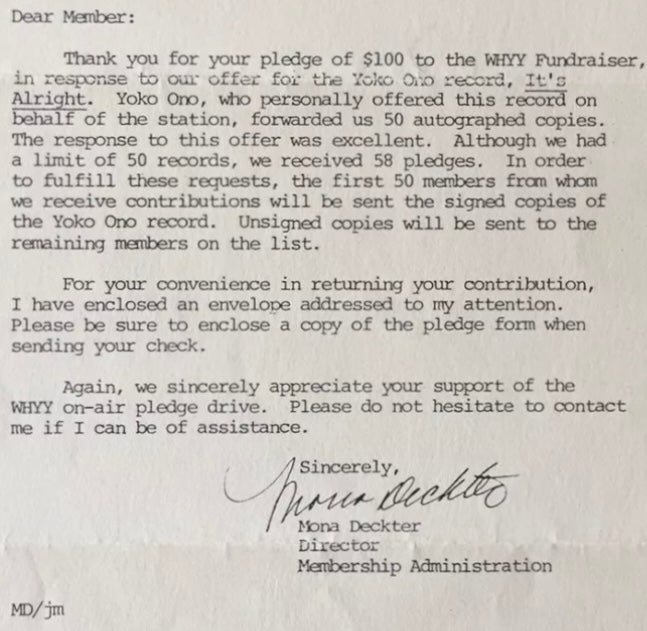 Dear Member:
Thank you for your pledge of $100 to the WHYY Fundraiser,
in response to our offer for the Yoko Ono record, It's
Alright. Yoko Ono, who personally offered this record on
behalf of the station, forwarded us 50 autographed copies.
The response to this offer was excellent. Although we had
a limit of 50 records, we received 58 pledges. In order
to fulfill these requests, the first 50 members from whom
we receive contributions will be sent the signed copies of
the Yoko Ono record. Unsigned copies will be sent to the
remaining members on the list.
For your convenience in returning your contribution,
I have enclosed an envelope addressed to my attention.
Please be sure to enclose a copy of the pledge form when
sending your check.
Again, we sincerely appreciate your support of the
WHYY on-air pledge drive. Please do not hesitate to contact
me if I can be of assistance.
Sincerely,
Mona Deckter
Mona Deckter
Director
Membership Administration
MD/jm